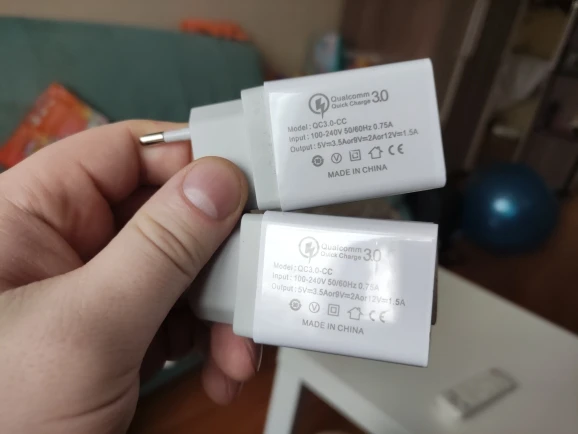 Qualcomm
Quick Charge 3.0
Model : QC3.0-CC
Input : 100-240V 50/60Hz 0.75A
Output : 5V=3.5Aor9V=2Aor12V=1.5A
V CE
MADE IN CHINA
Qualcomm
Quick Charge 3.0
Model : QC3.0-CC
Input : 100-240V 50/60Hz 0.75A
Output : 5V=3.5Aor9V=2Aor12V=1.5A
V CE
MADE IN CHINA